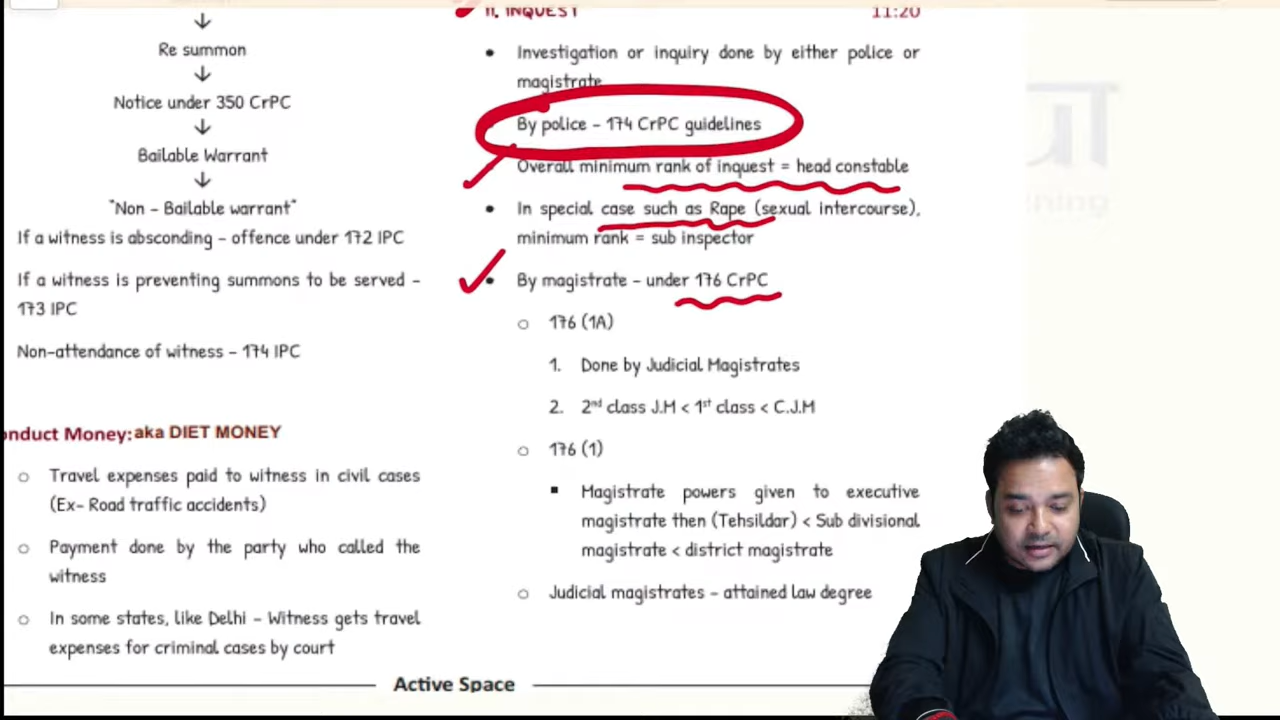 Re summon
↓
Notice under 350 CrPC
↓
Bailable Warrant
↓
"Non - Bailable warrant"
If a witness is absconding - offence under 172 IPC
If a witness is preventing summons to be served -
173 IPC
Non-attendance of witness - 174 IPC
onduct Money: aka DIET MONEY
○ Travel expenses paid to witness in civil cases
(Ex- Road traffic accidents)
○ Payment done by the party who called the
witness
○ In some states, like Delhi - Witness gets travel
expenses for criminal cases by court
II. INQUEST 11:20
• Investigation or inquiry done by either police or
magistrate
By police - 174 CrPC guidelines
Overall minimum rank of inquest = head constable
• In special case such as Rape (sexual intercourse),
minimum rank = sub inspector
• By magistrate - under 176 CrPC
○ 176 (1A)
1. Done by Judicial Magistrates
2. 2nd class J.M < 1st class < C.J.M
○ 176 (1)
▪ Magistrate powers given to executive
magistrate then (Tehsildar) < Sub divisional
magistrate < district magistrate
○ Judicial magistrates - attained law degree
Active Space